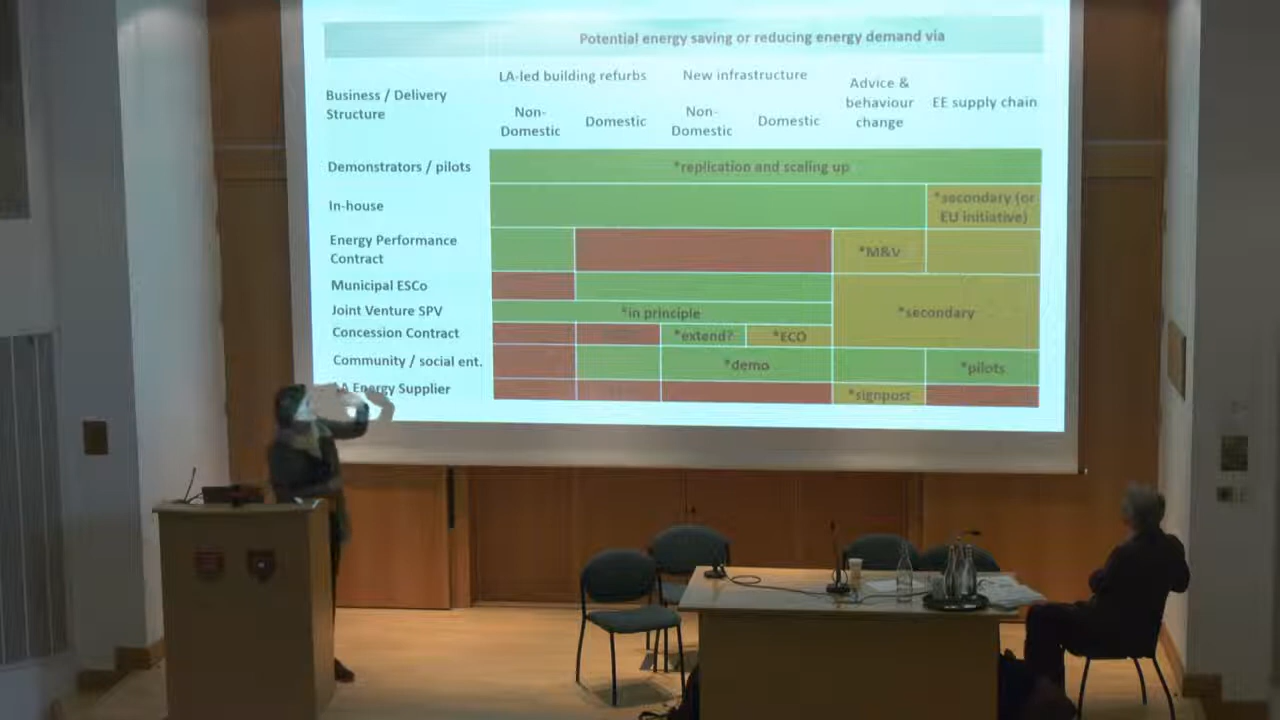 Potential energy saving or reducing energy demand via
LA-led building refurbs New infrastructure
Business / Delivery
Structure
Non-
Domestic
Domestic
Non-
Domestic
Domestic
Advice &
behaviour
change
EE supply chain
Demonstrators / pilots
*replication and scaling up
In-house
*secondary (or
EU initiative)
Energy Performance
Contract
*M&V
Municipal ESCo
Joint Venture SPV
*in principle
*secondary
Concession Contract
*extend?
*ECO
Community / social ent.
*demo
*pilots
Energy Supplier
*signpost